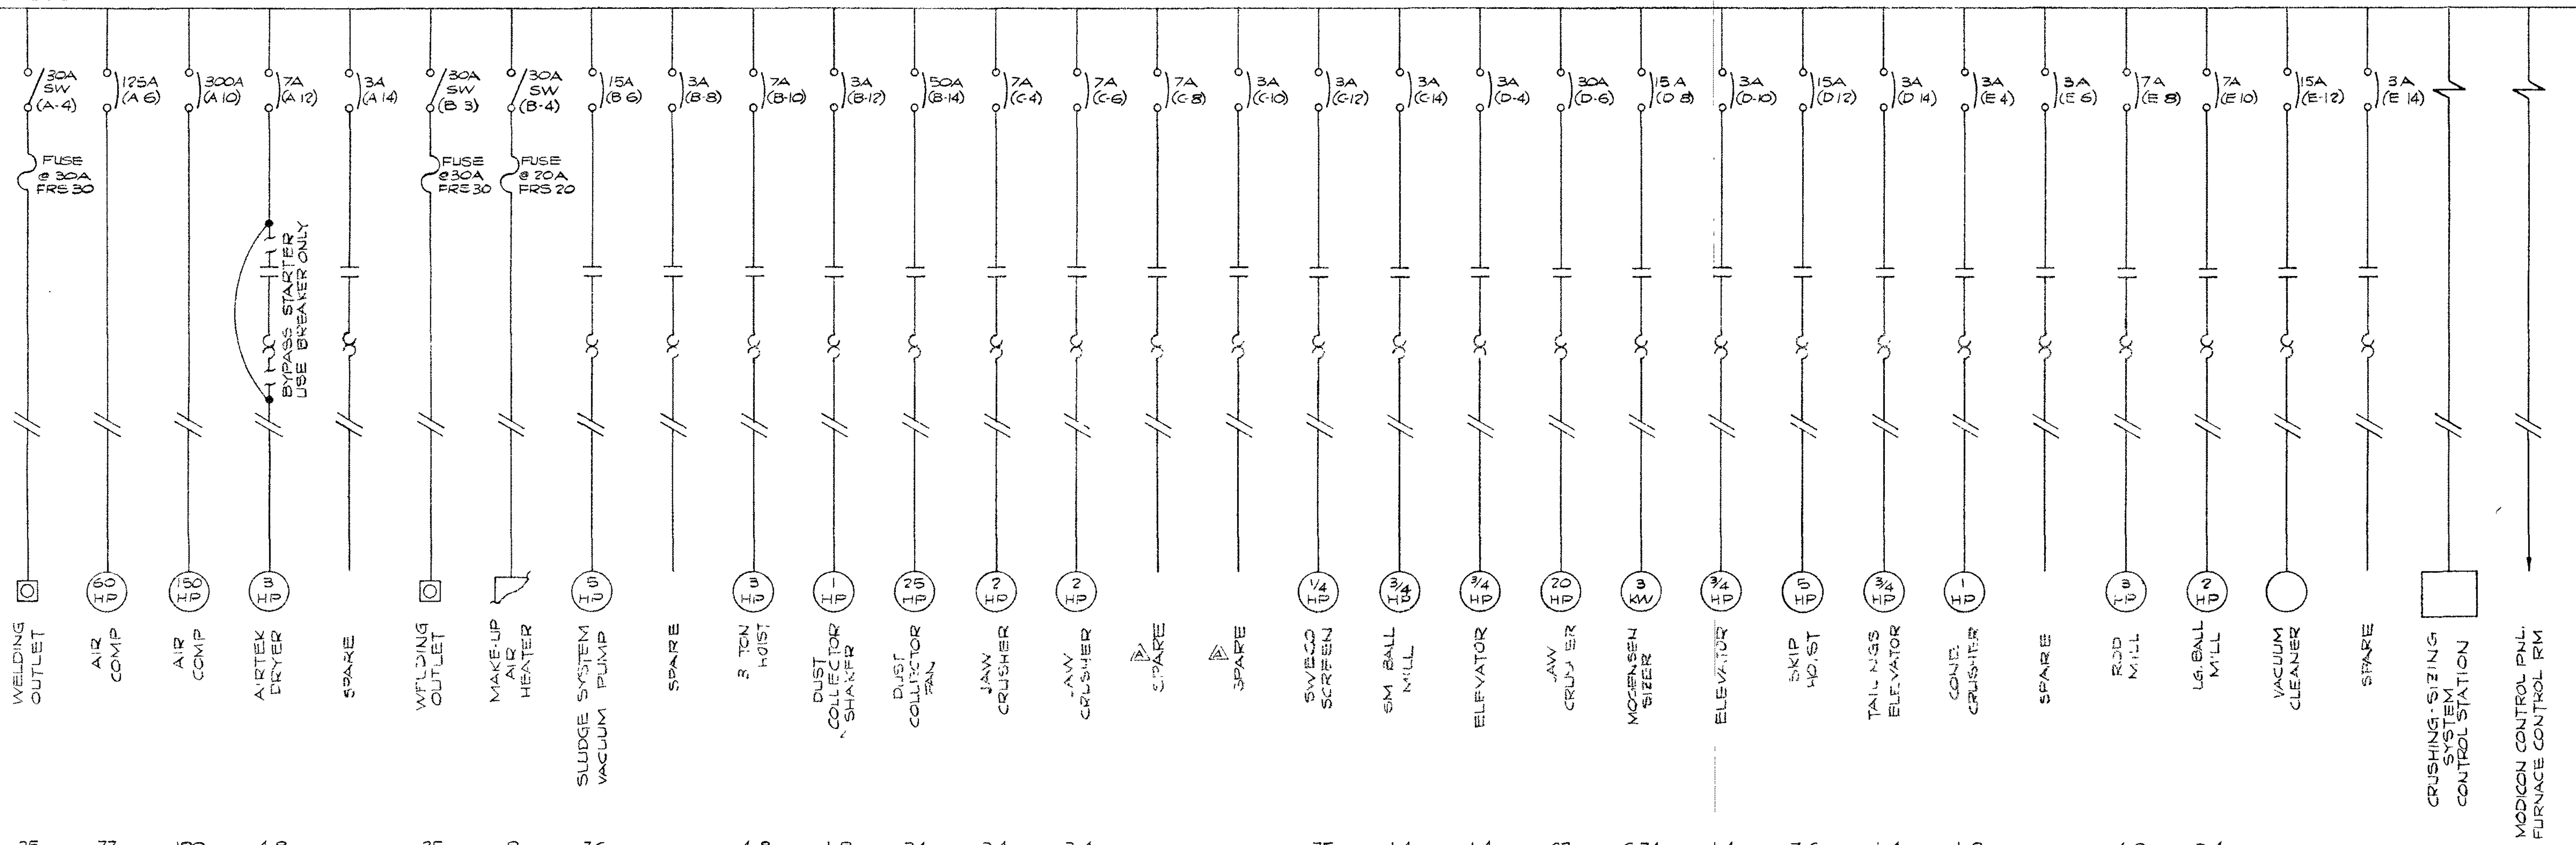 30A
SW
(A-4)
125A
(A 6)
300A
(A 10)
7A
(A 12)
3A
(A 14)
30A
SW
(B 3)
30A
SW
(B-4)
15A
(B 6)
3A
(B-8)
7A
(B-10)
3A
(B-12)
50A
(B-14)
7A
(C-4)
7A
(C-6)
7A
(C-8)
3A
(C-10)
3A
(C-12)
3A
(C-14)
3A
(D-4)
30A
(D-6)
15A
(D 8)
3A
(D-10)
15A
(D 12)
3A
(D 14)
3A
(E 4)
3A
(E 6)
7A
(E 8)
7A
(E 10)
15A
(E-12)
3A
(E 14)
FUSE
@ 30A
FRS 30
FUSE
@ 30A
FRS 30
FUSE
@ 20A
FRS 20
BYPASS STARTER
USE BREAKER ONLY
60
HP
150
HP
3
HP
5
HP
3
HP
1
HP
25
HP
2
HP
2
HP
1/4
HP
3/4
HP
3/4
HP
20
HP
3
KW
3/4
HP
5
HP
3/4
HP
1
HP
3
HP
2
HP
WELDING
OUTLET
AIR
COMP
AIR
COMP
AIRTEK
DRYER
SPARE
WELDING
OUTLET
MAKE-UP
AIR
HEATER
SLUDGE SYSTEM
VACUUM PUMP
SPARE
3 TON
HOIST
DUST
COLLECTOR
SHAKER
DUST
COLLECTOR
FAN
JAW
CRUSHER
JAW
CRUSHER
SPARE
SPARE
SWECO
SCREEN
SM BALL
MILL
ELEVATOR
JAW
CRUSHER
MOGENSEN
SIZER
ELEVATOR
SKIP
HOIST
TAILINGS
ELEVATOR
CONE
CRUSHER
SPARE
ROD
MILL
LG. BALL
MILL
VACUUM
CLEANER
SPARE
CRUSHING-SIZING
SYSTEM
CONTROL STATION
MODICON CONTROL PNL.
FURNACE CONTROL RM